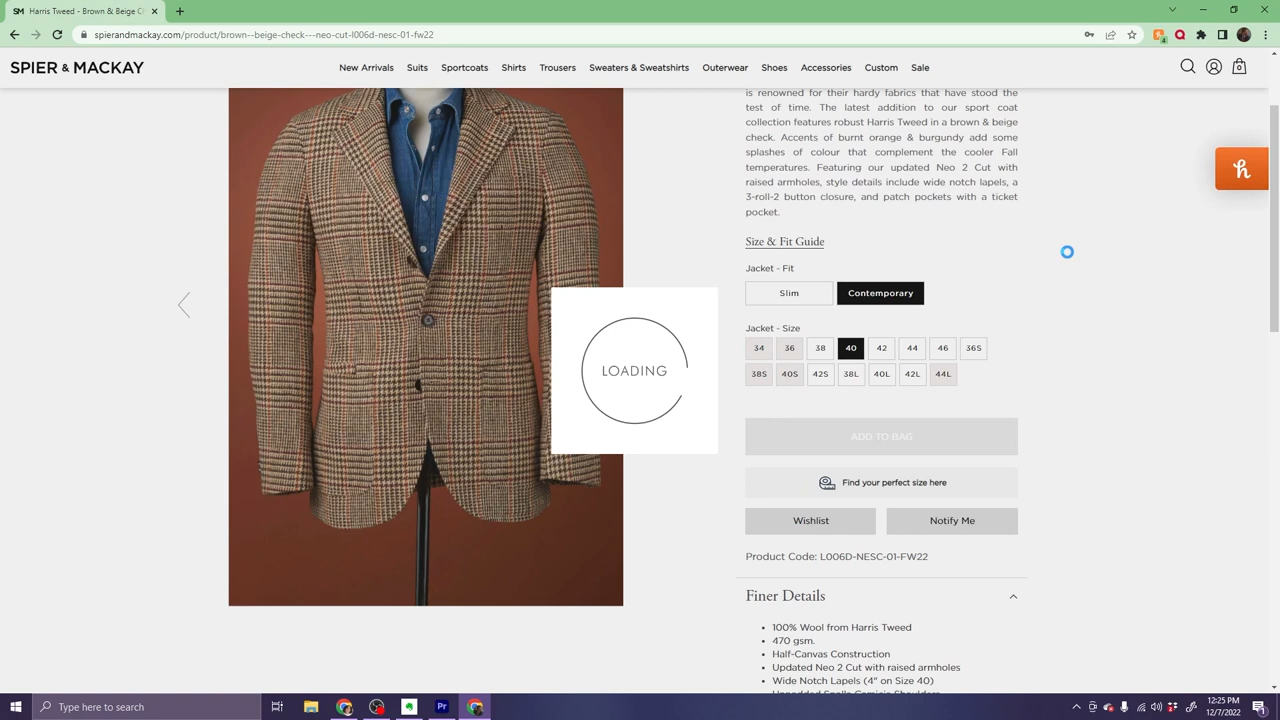 SM Harris Tweed - Brown & Beige C
spierandmackay.com/product/brown--beige-check---neo-cut-l006d-nesc-01-fw22
4
SPIER & MACKAY
New Arrivals Suits Sportcoats Shirts Trousers Sweaters & Sweatshirts Outerwear Shoes Accessories Custom Sale
0
is renowned for their hardy fabrics that have stood the
test of time. The latest addition to our sport coat
collection features robust Harris Tweed in a brown & beige
check. Accents of burnt orange & burgundy add some
splashes of colour that complement the cooler Fall
temperatures. Featuring our updated Neo 2 Cut with
raised armholes, style details include wide notch lapels, a
3-roll-2 button closure, and patch pockets with a ticket
pocket.
Size & Fit Guide
Jacket - Fit
Slim Contemporary
Jacket - Size
34 36 38 40 42 44 46 36S
38S 40S 42S 38L 40L 42L 44L
LOADING
ADD TO BAG
Find your perfect size here
Wishlist Notify Me
Product Code: L006D-NESC-01-FW22
Finer Details
• 100% Wool from Harris Tweed
• 470 gsm.
• Half-Canvas Construction
• Updated Neo 2 Cut with raised armholes
• Wide Notch Lapels (4" on Size 40)
Type here to search
Pr
12:25 PM
12/7/2022
1